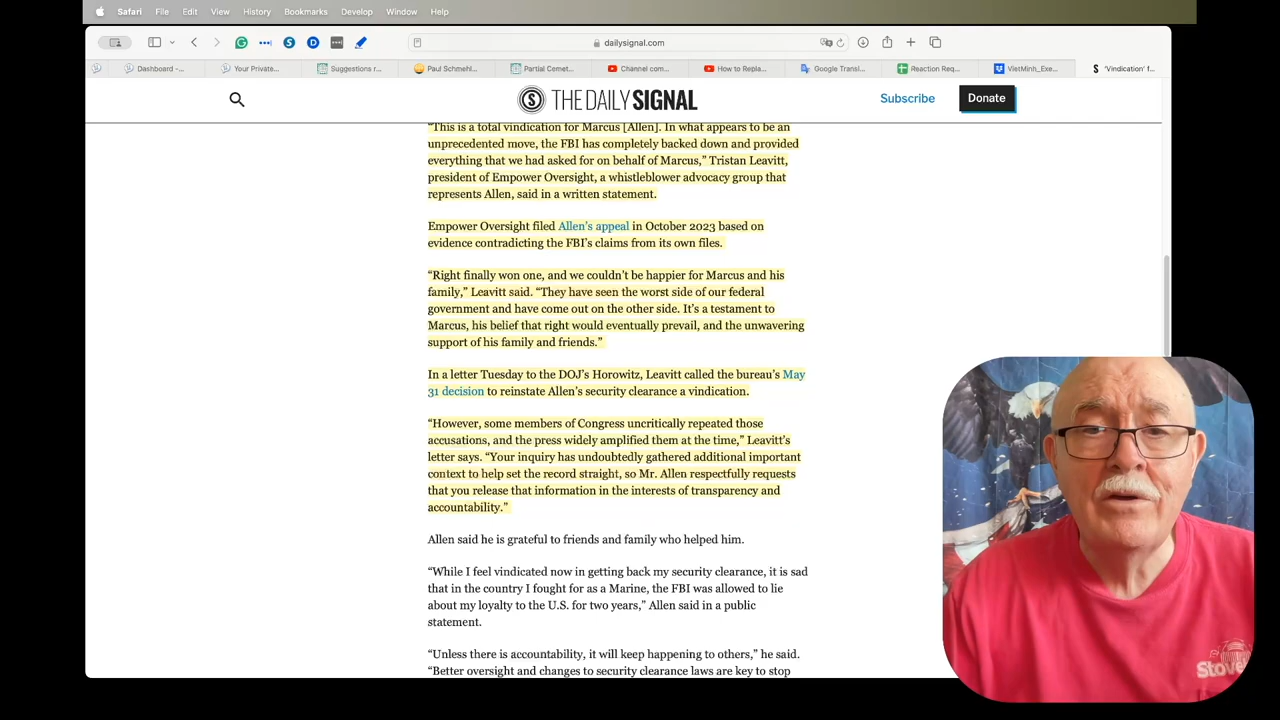 Safari File Edit View History Bookmarks Develop Window Help
dailysignal.com
Dashboard -... Your Private... Suggestions r... Paul Schmehl... Partial Cemet... Channel com... How to Repla... Google Transl... Reaction Req... VietMinh_Exe... 'Vindication' f...
THE DAILY SIGNAL Subscribe Donate
“This is a total vindication for Marcus [Allen]. In what appears to be an
unprecedented move, the FBI has completely backed down and provided
everything that we had asked for on behalf of Marcus,” Tristan Leavitt,
president of Empower Oversight, a whistleblower advocacy group that
represents Allen, said in a written statement.
Empower Oversight filed Allen’s appeal in October 2023 based on
evidence contradicting the FBI’s claims from its own files.
“Right finally won one, and we couldn’t be happier for Marcus and his
family,” Leavitt said. “They have seen the worst side of our federal
government and have come out on the other side. It’s a testament to
Marcus, his belief that right would eventually prevail, and the unwavering
support of his family and friends.”
In a letter Tuesday to the DOJ’s Horowitz, Leavitt called the bureau’s May
31 decision to reinstate Allen’s security clearance a vindication.
“However, some members of Congress uncritically repeated those
accusations, and the press widely amplified them at the time,” Leavitt’s
letter says. “Your inquiry has undoubtedly gathered additional important
context to help set the record straight, so Mr. Allen respectfully requests
that you release that information in the interests of transparency and
accountability.”
Allen said he is grateful to friends and family who helped him.
“While I feel vindicated now in getting back my security clearance, it is sad
that in the country I fought for as a Marine, the FBI was allowed to lie
about my loyalty to the U.S. for two years,” Allen said in a public
statement.
“Unless there is accountability, it will keep happening to others,” he said.
“Better oversight and changes to security clearance laws are key to stop